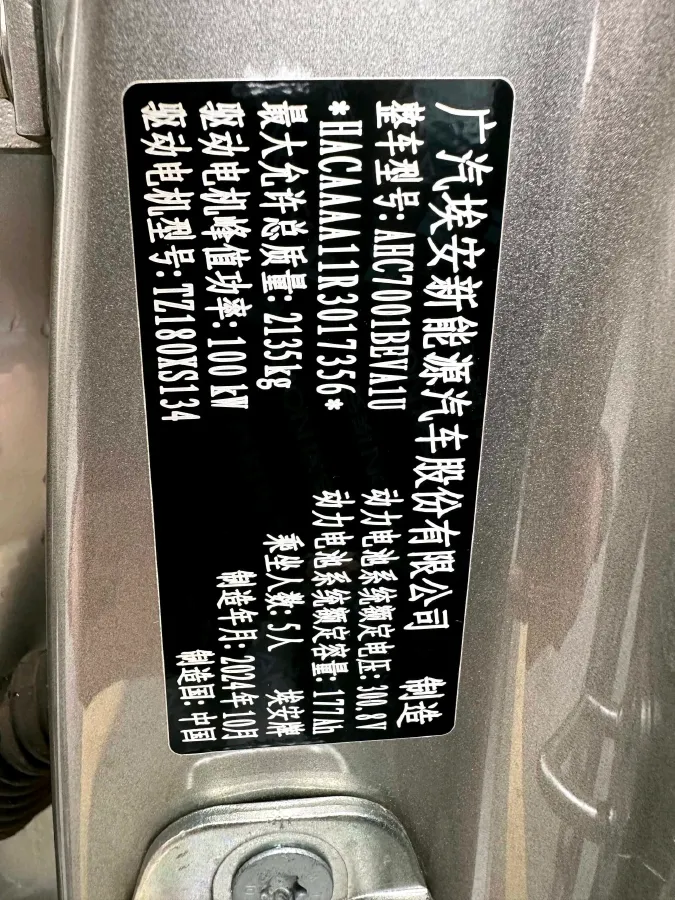 广汽埃安新能源汽车股份有限公司 制造
整车型号: AHC7001BEVA1U 动力电池系统额定电压: 300.8V
*HACAAAA11R3017356* 动力电池系统额定容量: 177Ah
最大允许总质量: 2135kg 乘坐人数: 5人 埃安牌
驱动电机峰值功率: 100 kW 制造年月: 2024年10月
驱动电机型号: TZ180XS134 制造国: 中国